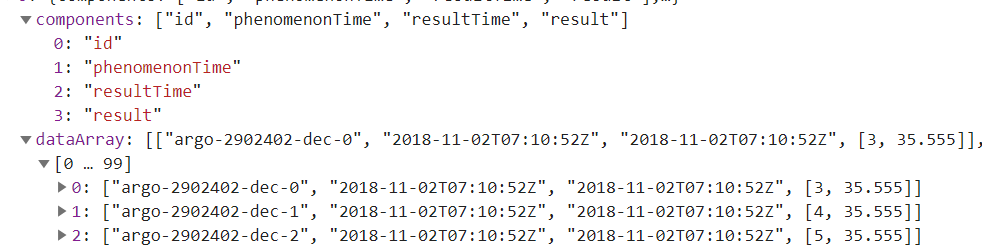 components: ["id", "phenomenonTime", "resultTime", "result"]
0: "id"
1: "phenomenonTime"
2: "resultTime"
3: "result"
dataArray: [["argo-2902402-dec-0", "2018-11-02T07:10:52Z", "2018-11-02T07:10:52Z", [3, 35.555]],
[0 … 99]
0: ["argo-2902402-dec-0", "2018-11-02T07:10:52Z", "2018-11-02T07:10:52Z", [3, 35.555]]
1: ["argo-2902402-dec-1", "2018-11-02T07:10:52Z", "2018-11-02T07:10:52Z", [4, 35.555]]
2: ["argo-2902402-dec-2", "2018-11-02T07:10:52Z", "2018-11-02T07:10:52Z", [5, 35.555]]